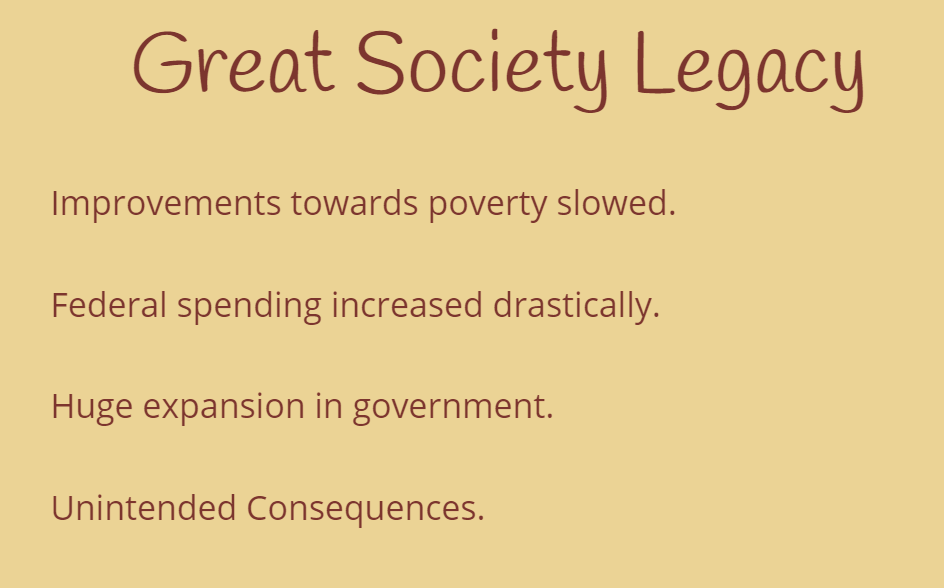 Great Society Legacy
Improvements towards poverty slowed.
Federal spending increased drastically.
Huge expansion in government.
Unintended Consequences.